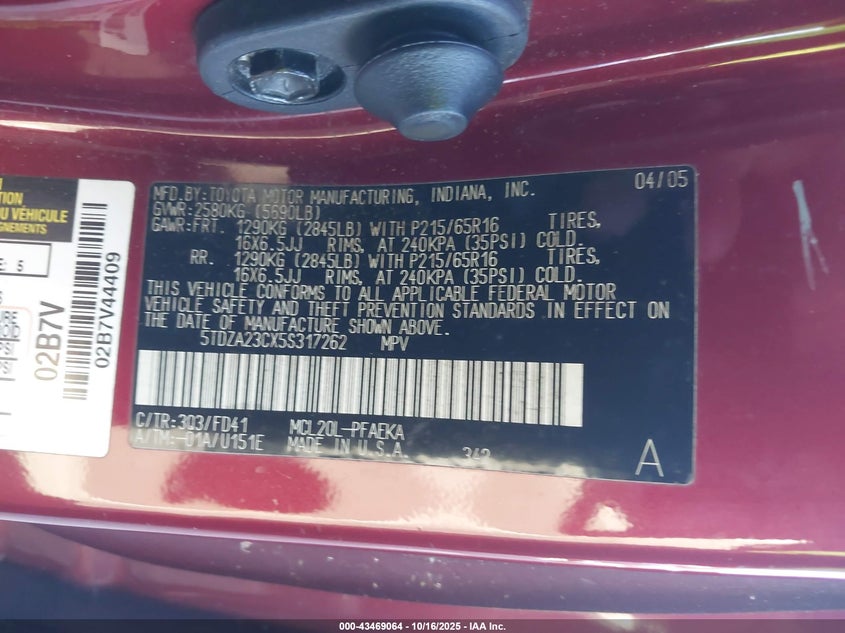 MFD.BY:TOYOTA MOTOR MANUFACTURING, INDIANA, INC. 04/05
GVWR:2580KG (5690LB)
GAWR:FRT. 1290KG (2845LB) WITH P215/65R16 TIRES,
16X6.5JJ RIMS, AT 240KPA (35PSI) COLD.
RR. 1290KG (2845LB) WITH P215/65R16 TIRES,
16X6.5JJ RIMS, AT 240KPA (35PSI) COLD.
THIS VEHICLE CONFORMS TO ALL APPLICABLE FEDERAL MOTOR
VEHICLE SAFETY AND THEFT PREVENTION STANDARDS IN EFFECT ON
THE DATE OF MANUFACTURE SHOWN ABOVE.
5TDZA23CX5S317262 MPV
C/TR:303/FD41 MCL20L-PFAEKA
A/TM:-01A/U151E MADE IN U.S.A. 342
A
U VÉHICULE
02B7V
02B7V44409
000-43469064 - 10/16/2025 - IAA Inc.